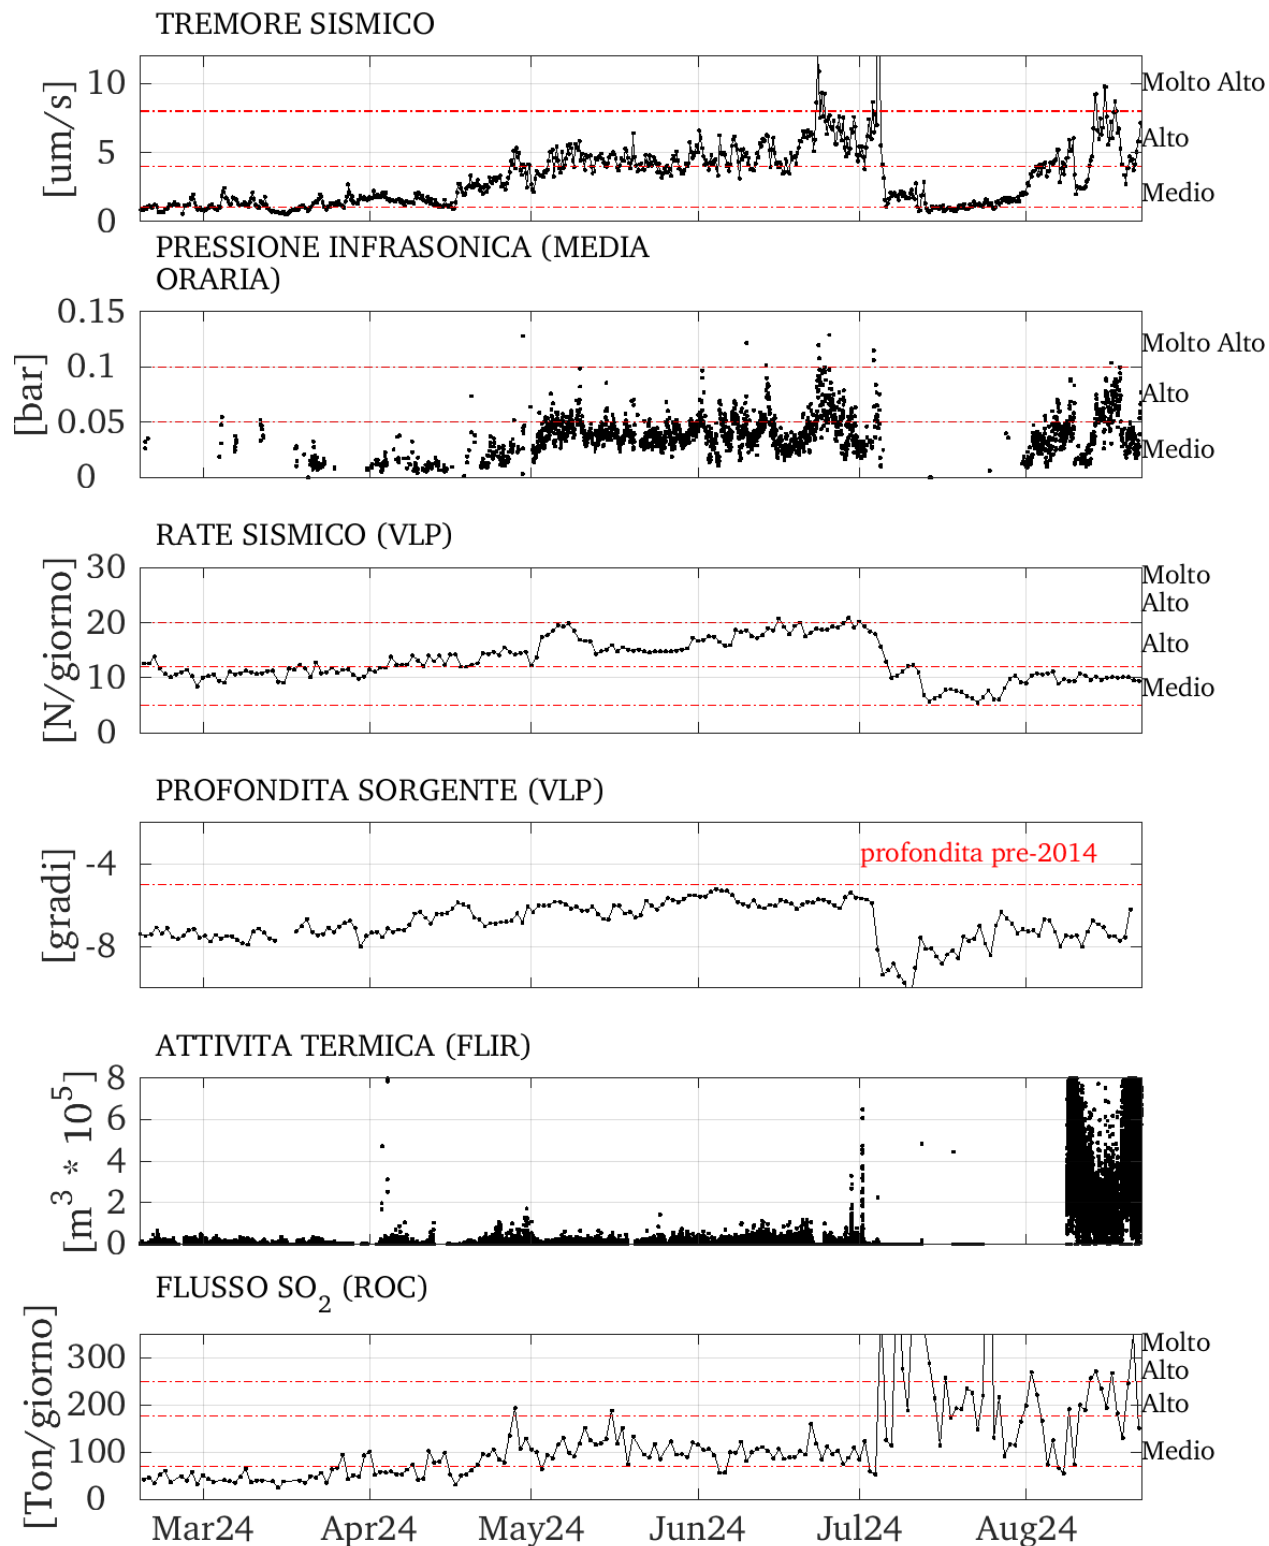 TREMORE SISMICO
[um/s]
10
5
0
Molto Alto
Alto
Medio
PRESSIONE INFRASONICA (MEDIA
ORARIA)
[bar]
0.15
0.1
0.05
0
Molto Alto
Alto
Medio
RATE SISMICO (VLP)
[N/giorno]
30
20
10
0
Molto
Alto
Alto
Medio
PROFONDITA SORGENTE (VLP)
[gradi]
-4
-8
profondita pre-2014
ATTIVITA TERMICA (FLIR)
[m³ * 10⁵]
8
6
4
2
0
FLUSSO SO₂ (ROC)
[Ton/giorno]
300
200
100
0
Molto
Alto
Alto
Medio
Mar24 Apr24 May24 Jun24 Jul24 Aug24